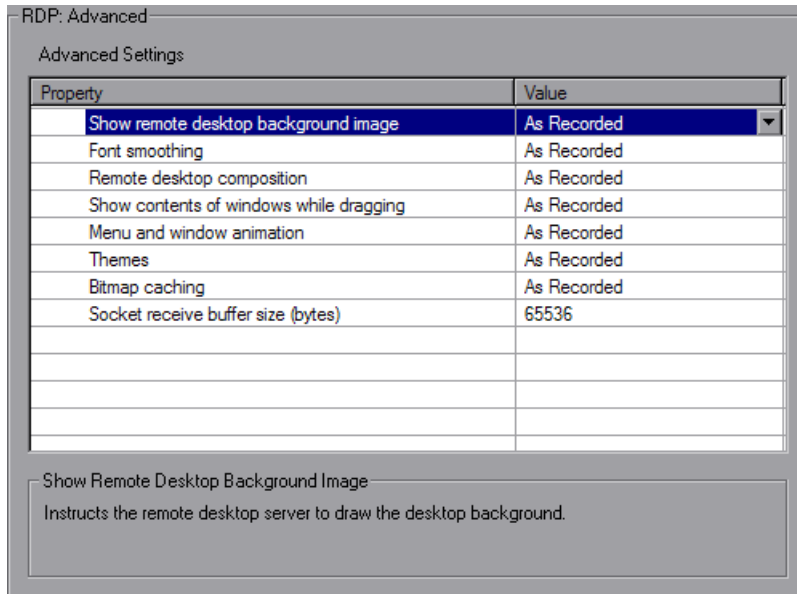 RDP: Advanced
Advanced Settings
Property Value
Show remote desktop background image As Recorded
Font smoothing As Recorded
Remote desktop composition As Recorded
Show contents of windows while dragging As Recorded
Menu and window animation As Recorded
Themes As Recorded
Bitmap caching As Recorded
Socket receive buffer size (bytes) 65536
Show Remote Desktop Background Image
Instructs the remote desktop server to draw the desktop background.